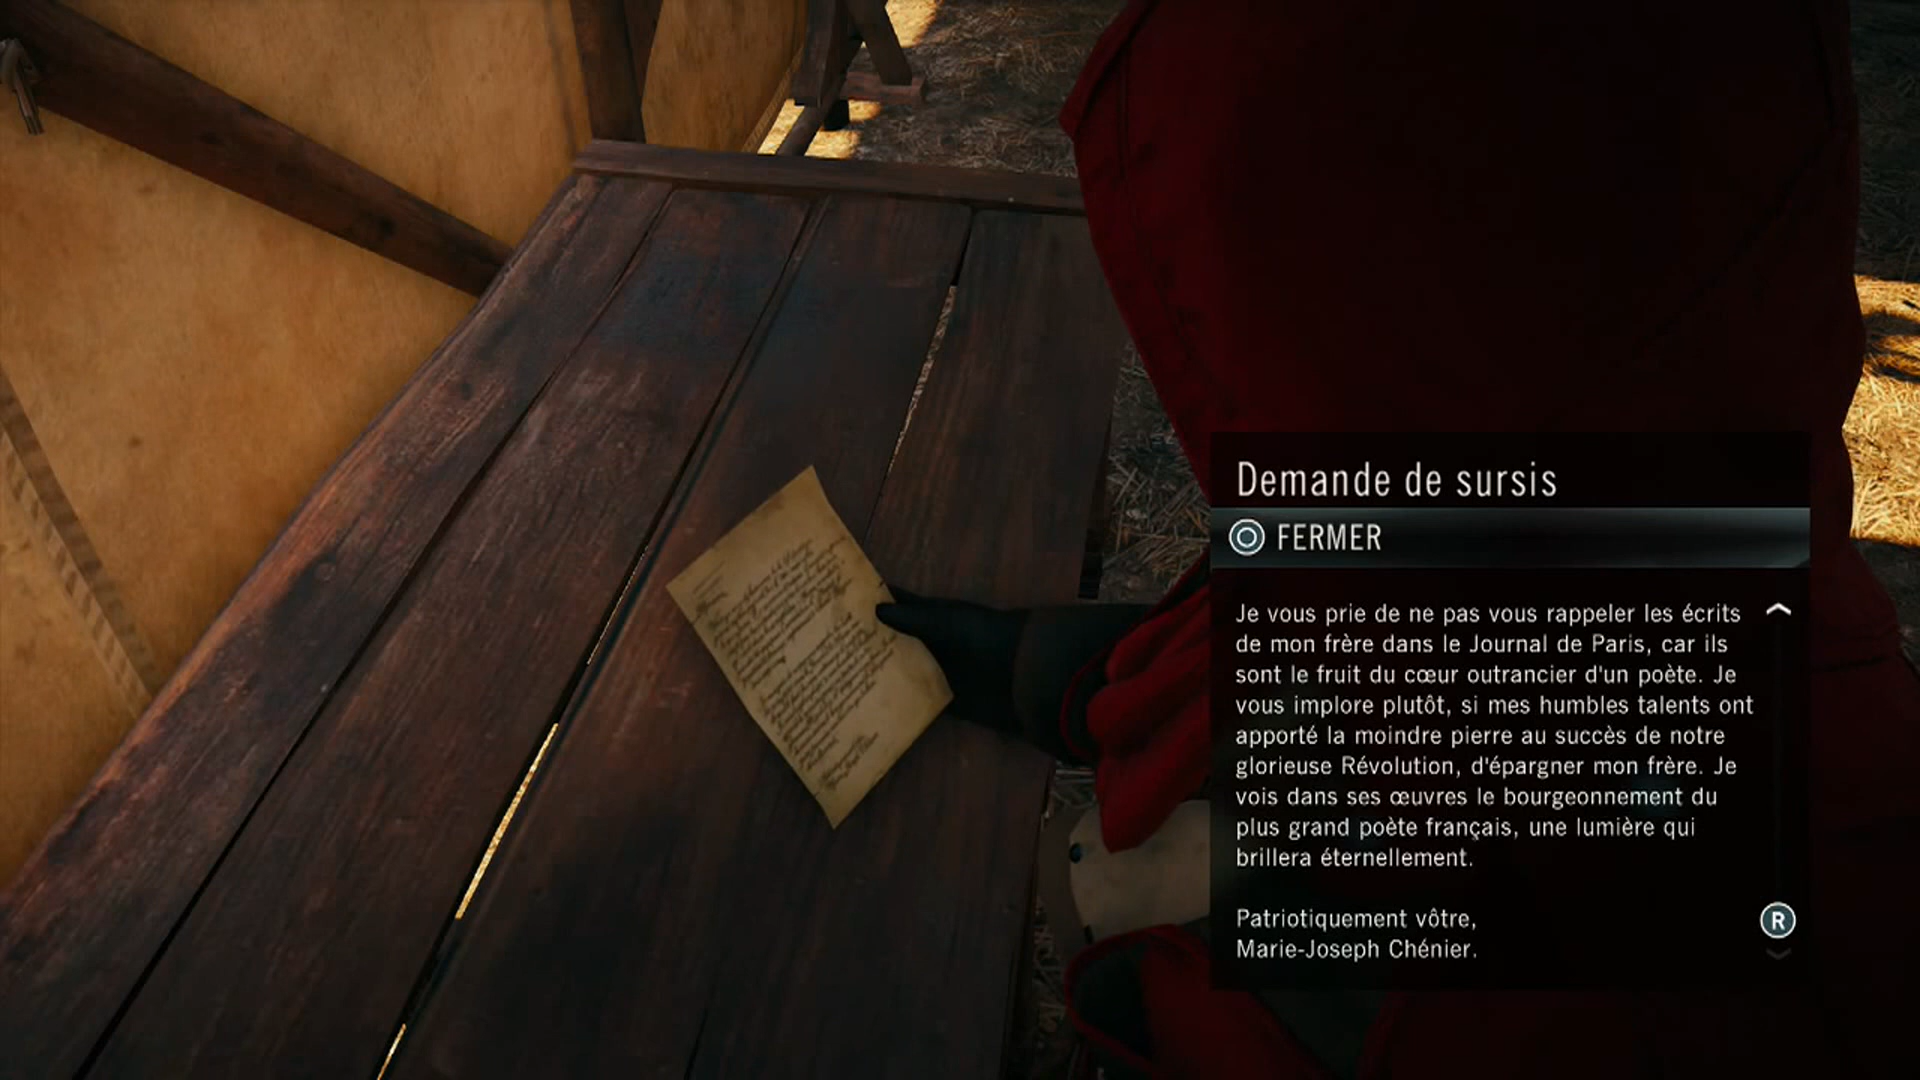 Demande de sursis
FERMER
Je vous prie de ne pas vous rappeler les écrits
de mon frère dans le Journal de Paris, car ils
sont le fruit du cœur outrancier d'un poète. Je
vous implore plutôt, si mes humbles talents ont
apporté la moindre pierre au succès de notre
glorieuse Révolution, d'épargner mon frère. Je
vois dans ses œuvres le bourgeonnement du
plus grand poète français, une lumière qui
brillera éternellement.
Patriotiquement vôtre,
R
Marie-Joseph Chénier.